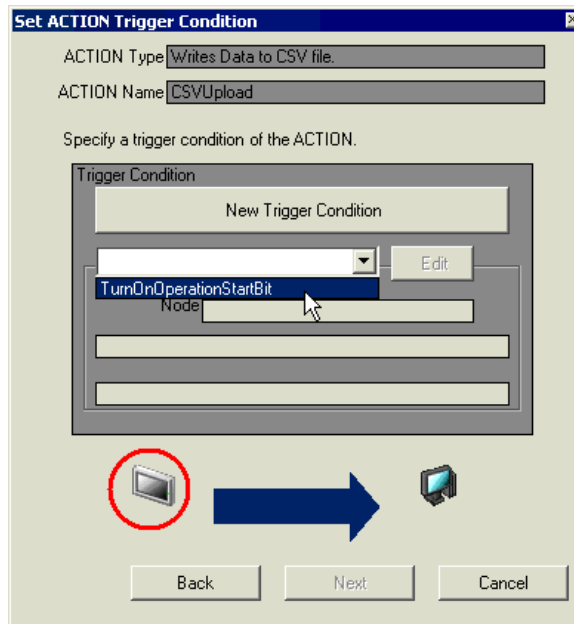 Set ACTION Trigger Condition
ACTION Type Writes Data to CSV file.
ACTION Name CSVUpload
Specify a trigger condition of the ACTION.
Trigger Condition
New Trigger Condition
Edit
TurnOnOperationStartBit
Node
Back Next Cancel